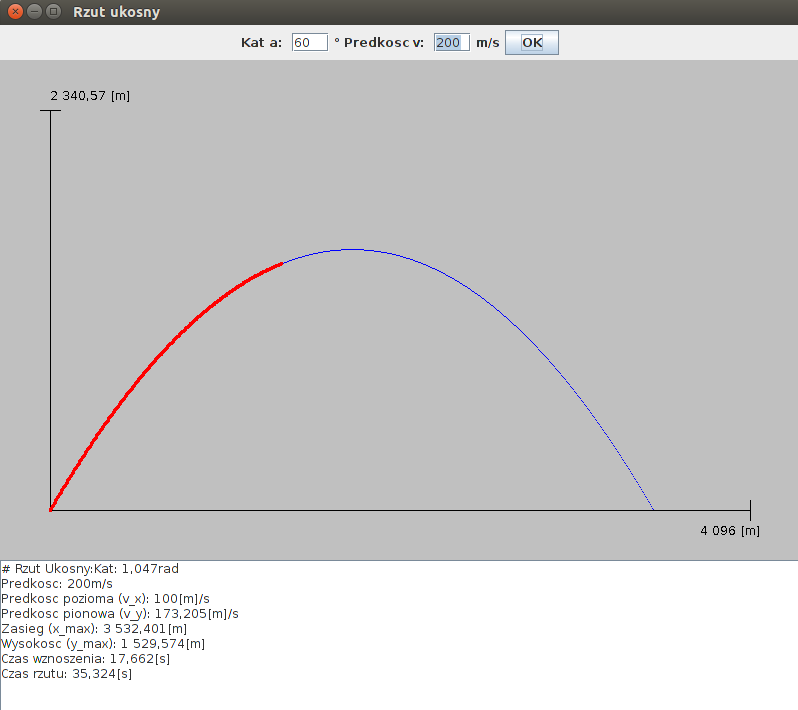 Rzut ukosny
Kat a: 60 ° Predkosc v: 200 m/s OK
2 340,57 [m]
4 096 [m]
# Rzut Ukosny:Kat: 1,047rad
Predkosc: 200m/s
Predkosc pozioma (v_x): 100[m]/s
Predkosc pionowa (v_y): 173,205[m]/s
Zasieg (x_max): 3 532,401[m]
Wysokosc (y_max): 1 529,574[m]
Czas wznoszenia: 17,662[s]
Czas rzutu: 35,324[s]